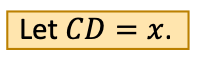 Let CD = x.